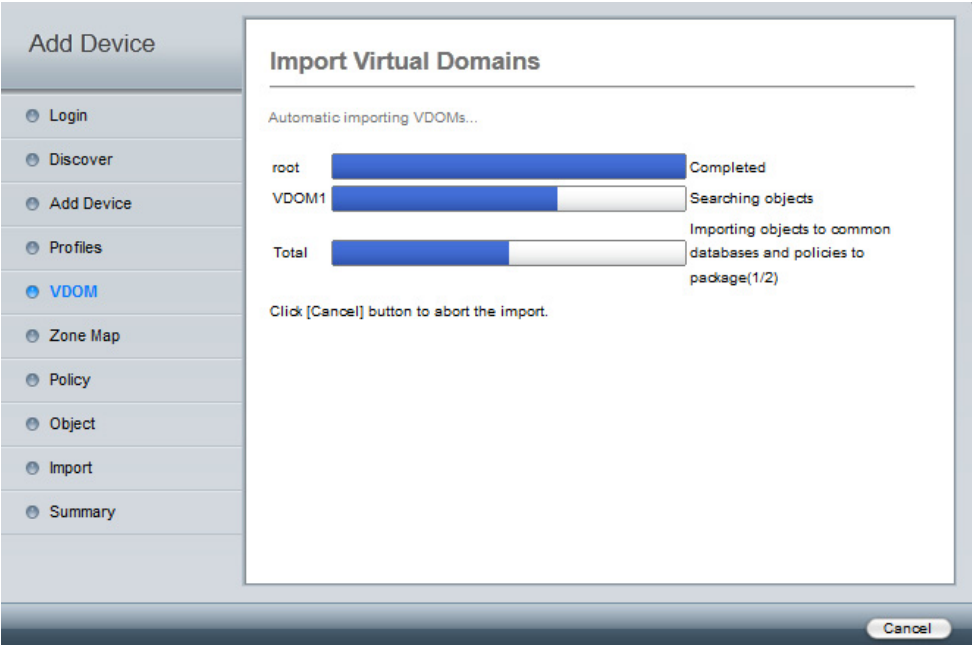 Add Device
Login
Discover
Add Device
Profiles
VDOM
Zone Map
Policy
Object
Import
Summary
Import Virtual Domains
Automatic importing VDOMs...
root Completed
VDOM1 Searching objects
Total Importing objects to common
databases and policies to
package(1/2)
Click [Cancel] button to abort the import.
Cancel